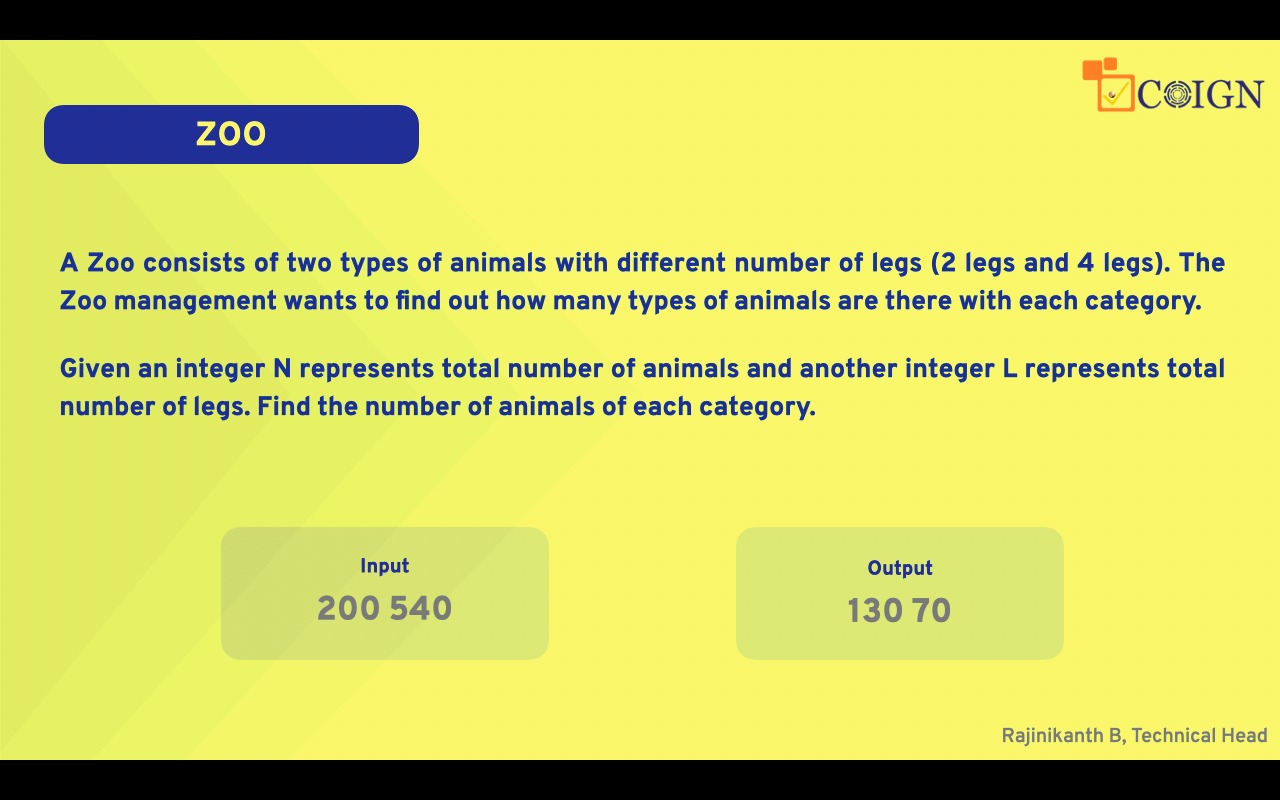 COIGN
ZOO
A Zoo consists of two types of animals with different number of legs (2 legs and 4 legs). The
Zoo management wants to find out how many types of animals are there with each category.
Given an integer N represents total number of animals and another integer L represents total
number of legs. Find the number of animals of each category.
Input
200 540
Output
130 70
Rajinikanth B, Technical Head